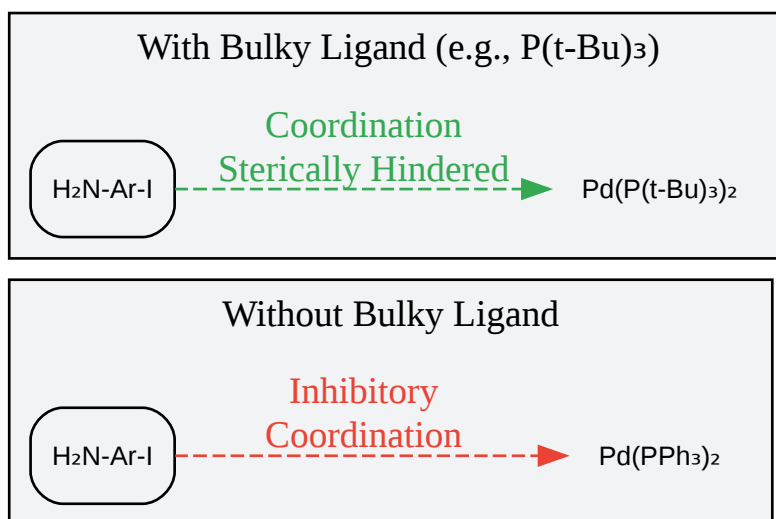 With Bulky Ligand (e.g., P(t-Bu)₃)
Coordination
Sterically Hindered
H₂N-Ar-I
Pd(P(t-Bu)₃)₂
Without Bulky Ligand
Inhibitory
Coordination
H₂N-Ar-I
Pd(PPh₃)₂